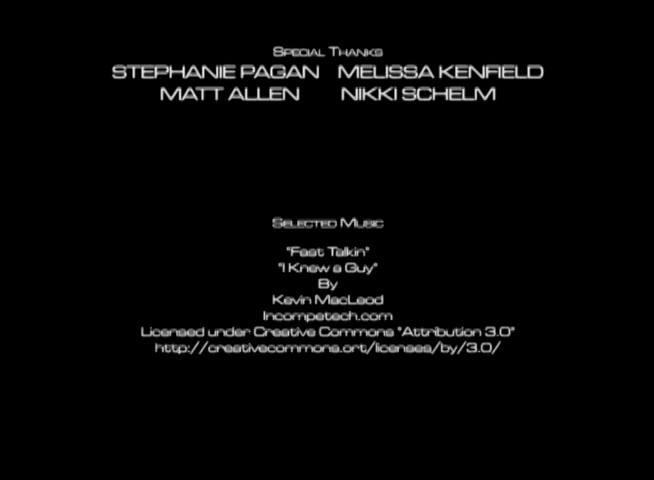 Special Thanks
STEPHANIE PAGAN MELISSA KENFIELD
MATT ALLEN NIKKI SCHELM
Selected Music
"Fast Talkin"
"I Knew a Guy"
By
Kevin MacLeod
Incompetech.com
Licensed under Creative Commons "Attribution 3.0"
http://creativecommons.ort/licenses/by/3.0/